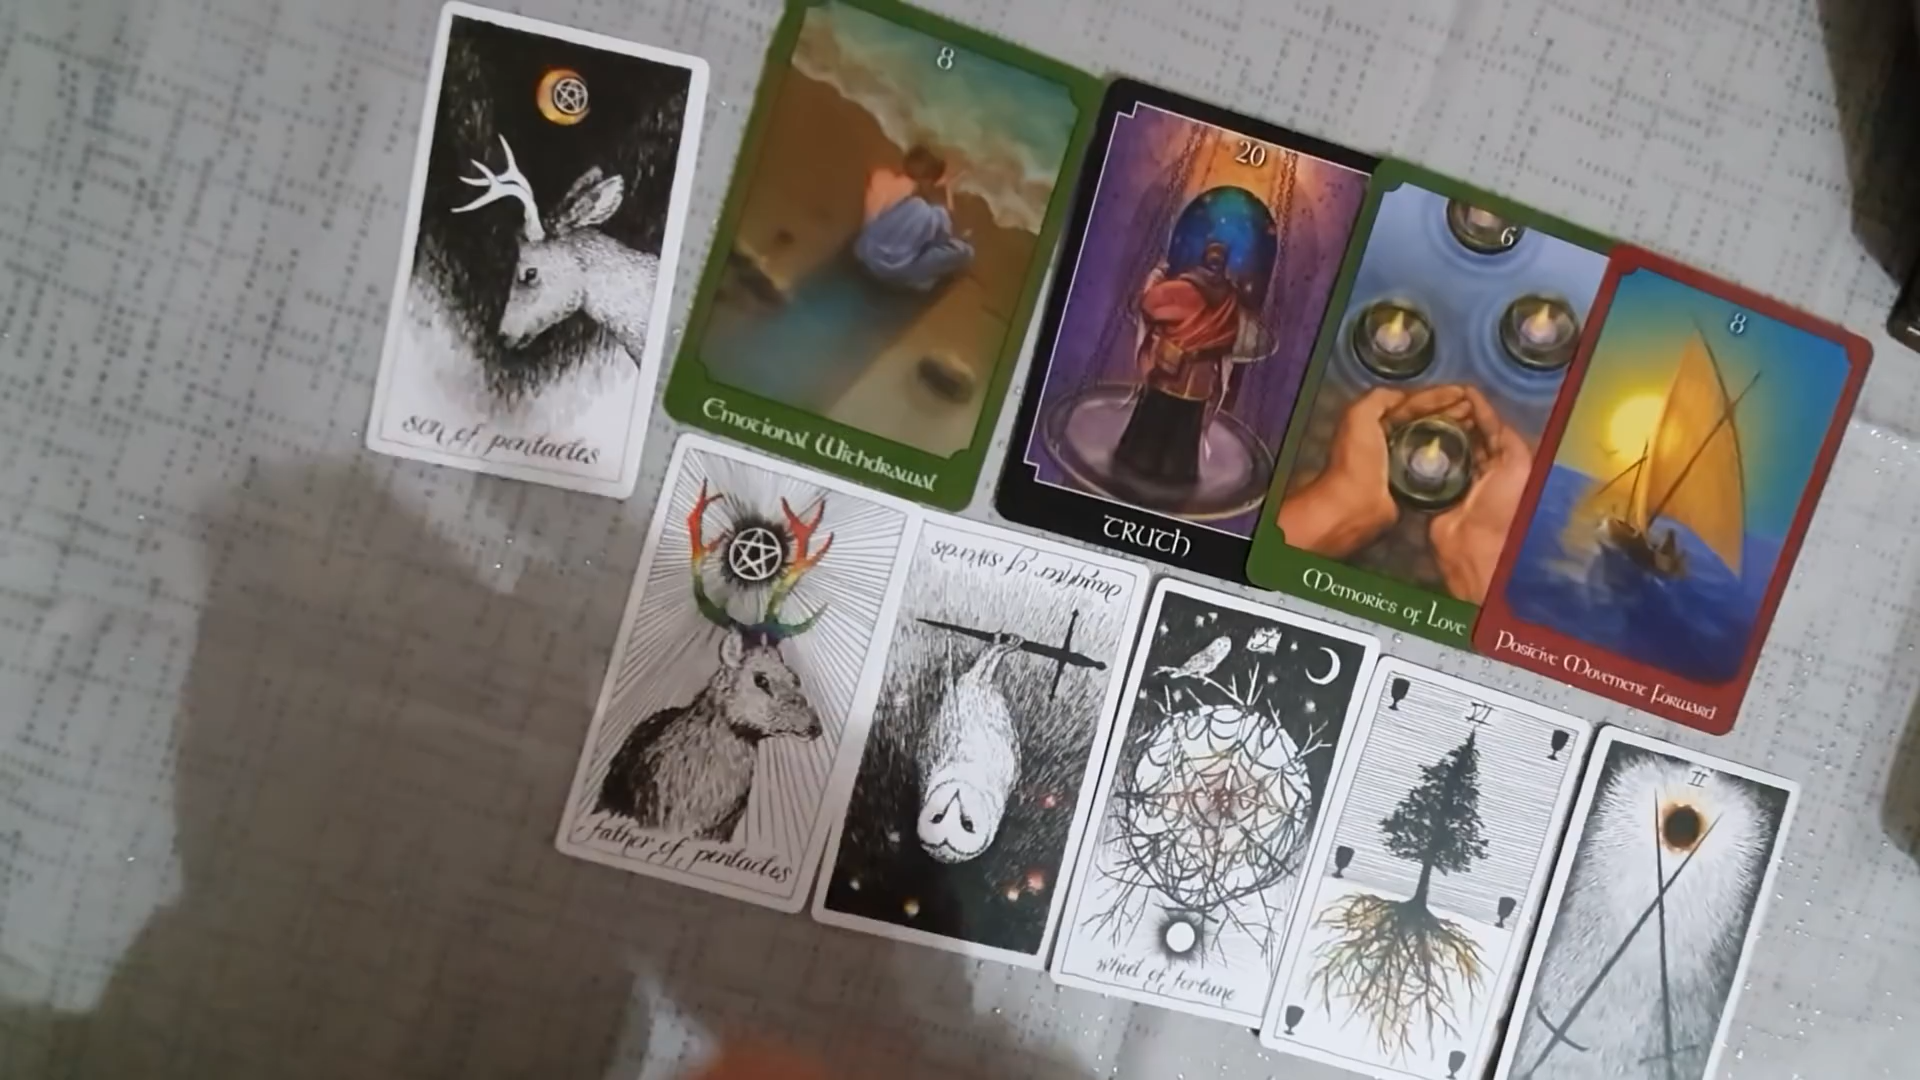 son of pentacles
8
Emotional Withdrawal
20
TRUTH
6
Memories of Love
8
Positive Movement Forward
father of pentacles
daughter of swords
wheel of fortune
VI
II